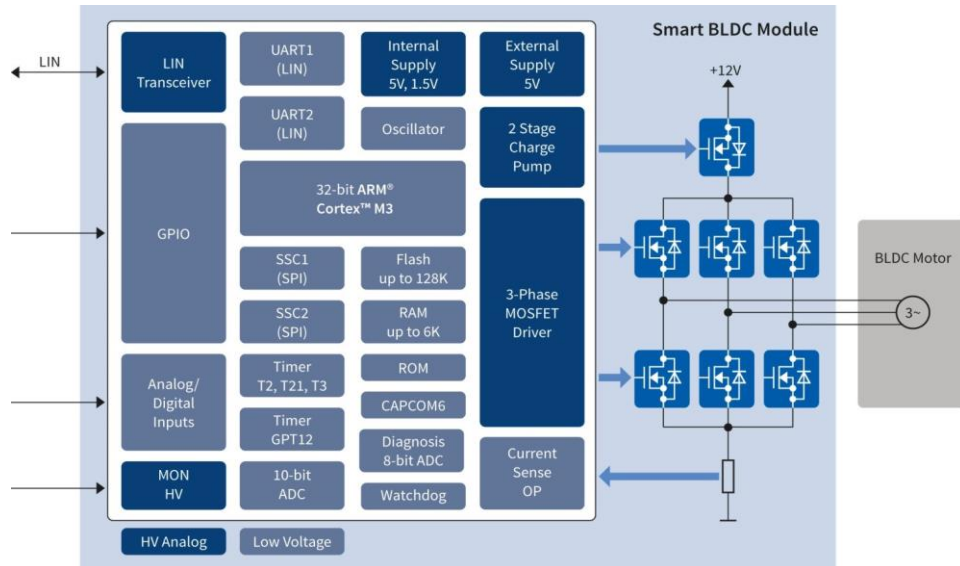 Smart BLDC Module
LIN
LIN
Transceiver
UART1
(LIN)
Internal
Supply
5V, 1.5V
External
Supply
5V
+12V
UART2
(LIN)
Oscillator
2 Stage
Charge
Pump
GPIO
32-bit ARM®
Cortex™ M3
SSC1
(SPI)
Flash
up to 128K
3-Phase
MOSFET
Driver
BLDC Motor
3~
SSC2
(SPI)
RAM
up to 6K
Analog/
Digital
Inputs
Timer
T2, T21, T3
ROM
CAPCOM6
Timer
GPT12
Diagnosis
8-bit ADC
Current
Sense
OP
MON
HV
10-bit
ADC
Watchdog
HV Analog
Low Voltage